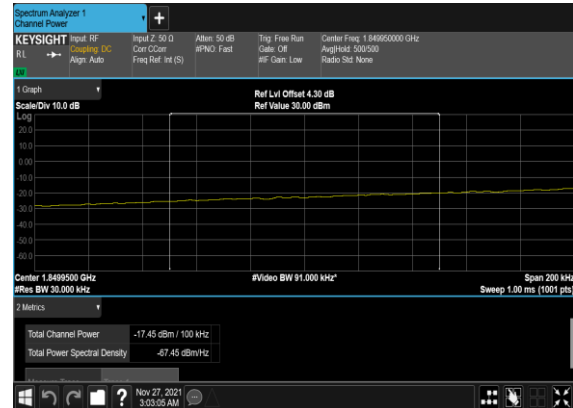 Spectrum Analyzer 1
Channel Power
+
KEYSIGHT Input: RF
RL
Coupling: DC
Align: Auto
Input Z: 50 Ω
Corr CCorr
Freq Ref: Int (S)
Atten: 50 dB
#PNO: Fast
Trig: Free Run
Gate: Off
#IF Gain: Low
Center Freq: 1.849950000 GHz
Avg|Hold: 500/500
Radio Std: None
1 Graph
Scale/Div 10.0 dB
Ref Lvl Offset 4.30 dB
Ref Value 30.00 dBm
Log
20.0
10.0
0.00
-10.0
-20.0
-30.0
-40.0
-50.0
-60.0
Center 1.8499500 GHz
#Res BW 30.000 kHz
#Video BW 91.000 kHz*
Span 200 kHz
Sweep 1.00 ms (1001 pts)
2 Metrics
Total Channel Power -17.45 dBm / 100 kHz
Total Power Spectral Density -67.45 dBm/Hz
?
Nov 27, 2021
3:03:05 AM